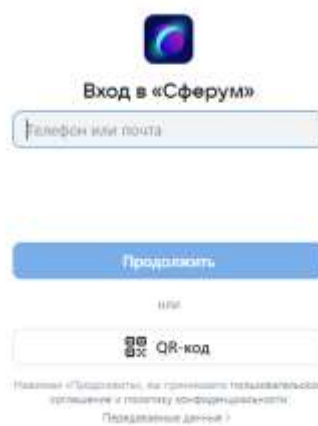 Вход в «Сферум»
Телефон или почта
Продолжить
или
QR-код
Нажимая «Продолжить», вы принимаете пользовательское
соглашение и политику конфиденциальности
Передаваемые данные >